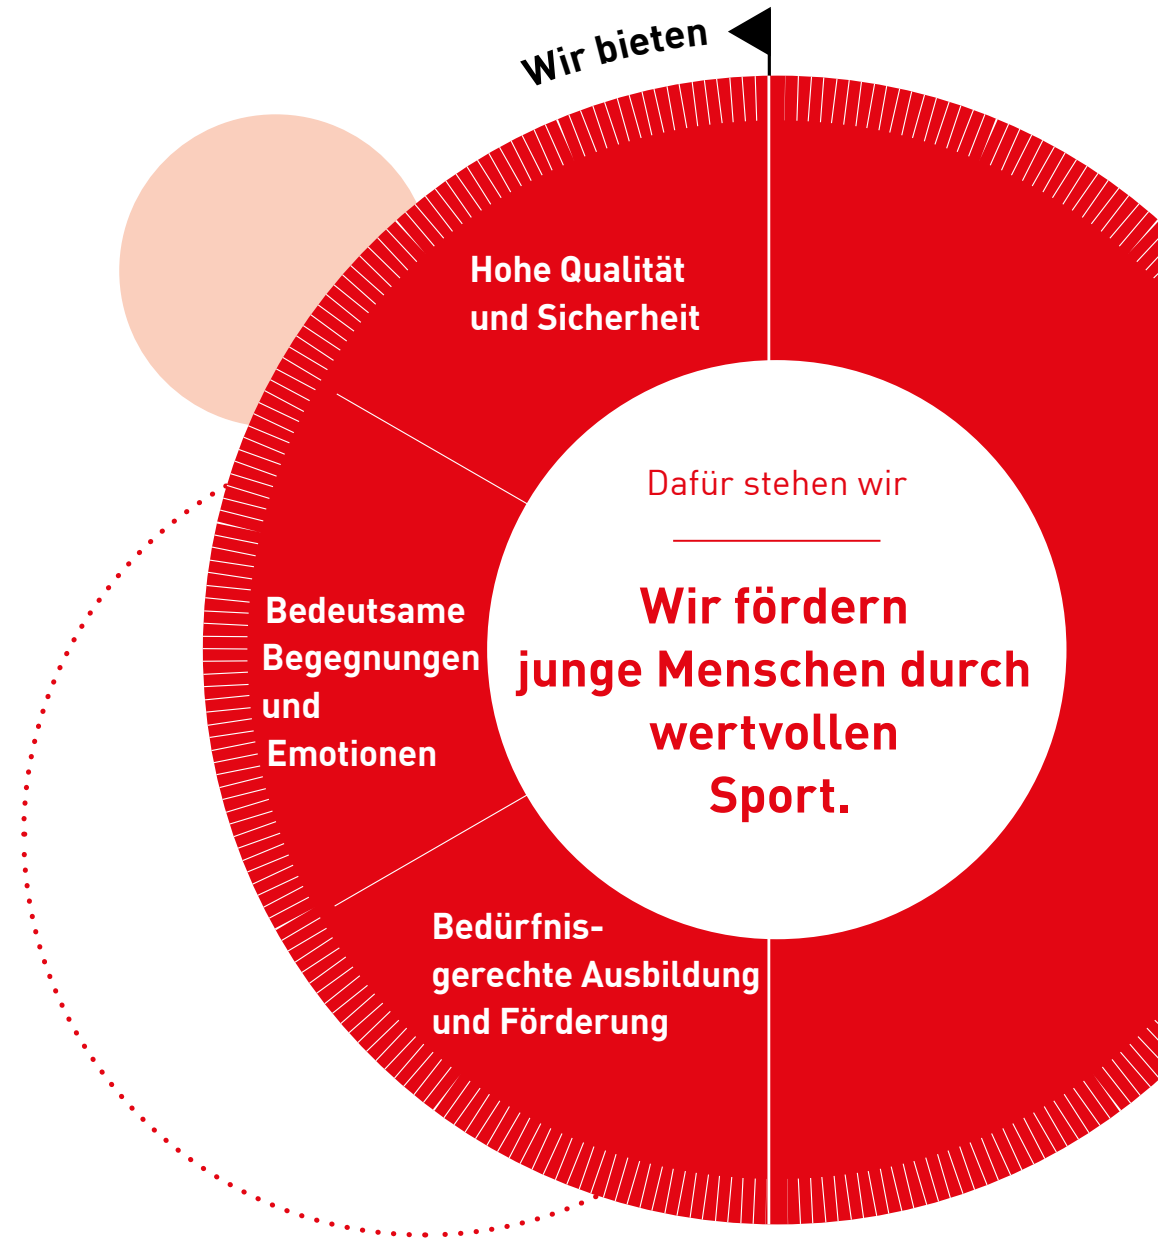 Wir bieten
Hohe Qualität
und Sicherheit
Dafür stehen wir
Wir fördern
junge Menschen durch
wertvollen
Sport.
Bedeutsame
Begegnungen
und
Emotionen
Bedürfnis-
gerechte Ausbildung
und Förderung